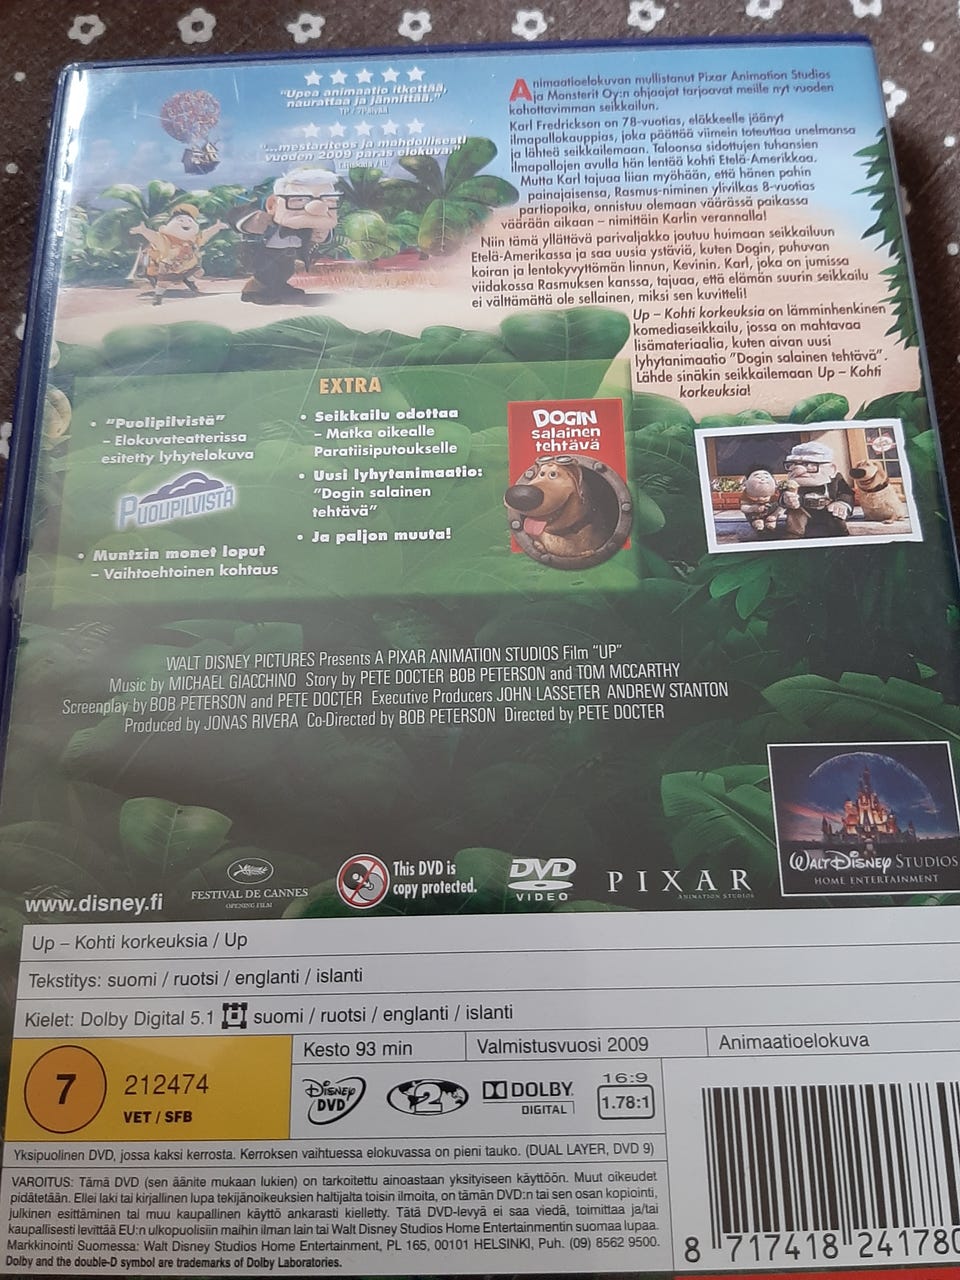 "Upea animaatio itkettää,
naurattaa ja jännittää."
"...mestariteos ja mahdollisesti
vuoden 2009 paras elokuva."
Animaatioelokuvan mullistanut Pixar Animation Studios
ja Monsterit Oy:n ohjaajat tarjoavat meille nyt vuoden
kohottavimman seikkailun.
Karl Fredrickson on 78-vuotias, eläkkeelle jäänyt
ilmapallokauppias, joka päättää viimein toteuttaa unelmansa
ja lähteä seikkailemaan. Taloonsa sidottujen tuhansien
ilmapallojen avulla hän lentää kohti Etelä-Amerikkaa.
Mutta Karl tajuaa liian myöhään, että hänen pahin
painajaisensa, Rasmus-niminen ylivilkas 8-vuotias
partiopoika, onnistuu olemaan väärässä paikassa
väärään aikaan – nimittäin Karlin verannalla!
Niin tämä yllättävä parivaljakko joutuu huimaan seikkailuun
Etelä-Amerikassa ja saa uusia ystäviä, kuten Dogin, puhuvan
koiran ja lentokyvyttömän linnun, Kevinin. Karl, joka on jumissa
viidakossa Rasmuksen kanssa, tajuaa, että elämän suurin seikkailu
ei välttämättä ole sellainen, miksi sen kuvitteli!
Up – Kohti korkeuksia on lämminhenkinen
komediaseikkailu, jossa on mahtavaa
lisämateriaalia, kuten aivan uusi
lyhytanimaatio "Dogin salainen tehtävä".
Lähde sinäkin seikkailemaan Up – Kohti
korkeuksia!
EXTRA
• "Puolipilvistä"
– Elokuvateatterissa
esitetty lyhytelokuva
PUOLIPILVISTÄ
• Muntzin monet loput
– Vaihtoehtoinen kohtaus
• Seikkailu odottaa
– Matka oikealle
Paratiisiputoukselle
• Uusi lyhytanimaatio:
"Dogin salainen
tehtävä"
• Ja paljon muuta!
DOGIN
salainen
tehtävä
WALT DISNEY PICTURES Presents A PIXAR ANIMATION STUDIOS Film "UP"
Music by MICHAEL GIACCHINO Story by PETE DOCTER BOB PETERSON and TOM MCCARTHY
Screenplay by BOB PETERSON and PETE DOCTER Executive Producers JOHN LASSETER ANDREW STANTON
Produced by JONAS RIVERA Co-Directed by BOB PETERSON Directed by PETE DOCTER
www.disney.fi
FESTIVAL DE CANNES
OPENING FILM
This DVD is
copy protected.
DVD
VIDEO
PIXAR
ANIMATION STUDIOS
WALT DISNEY STUDIOS
HOME ENTERTAINMENT
Up – Kohti korkeuksia / Up
Tekstitys: suomi / ruotsi / englanti / islanti
Kielet: Dolby Digital 5.1 suomi / ruotsi / englanti / islanti
7
212474
VET / SFB
Kesto 93 min
Valmistusvuosi 2009
Animaatioelokuva
DISNEY
DVD
2
DOLBY
DIGITAL
16:9
1.78:1
Yksipuolinen DVD, jossa kaksi kerrosta. Kerroksen vaihtuessa elokuvassa on pieni tauko. (DUAL LAYER, DVD 9)
VAROITUS: Tämä DVD (sen äänite mukaan lukien) on tarkoitettu ainoastaan yksityiseen käyttöön. Muut oikeudet
pidätetään. Ellei laki tai kirjallinen lupa tekijänoikeuksien haltijalta toisin ilmoita, on tämän DVD:n tai sen osan kopiointi,
julkinen esittäminen tai muu kaupallinen käyttö ankarasti kielletty. Tätä DVD-levyä ei saa viedä, toimittaa ja/tai
kaupallisesti levittää EU:n ulkopuolisiin maihin ilman lain tai Walt Disney Studios Home Entertainmentin suomaa lupaa.
Markkinointi Suomessa: Walt Disney Studios Home Entertainment, PL 165, 00101 HELSINKI, Puh. (09) 8562 9500.
Dolby and the double-D symbol are trademarks of Dolby Laboratories.
8 717418 241780